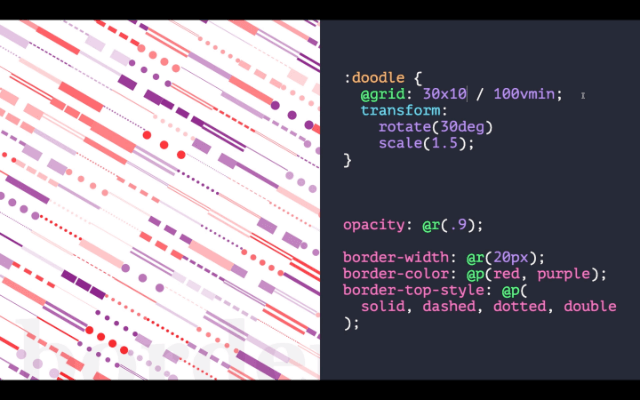 :doodle {
@grid: 30x10 / 100vmin;
transform:
rotate(30deg)
scale(1.5);
}
opacity: @r(.9);
border-width: @r(20px);
border-color: @p(red, purple);
border-top-style: @p(
solid, dashed, dotted, double
);